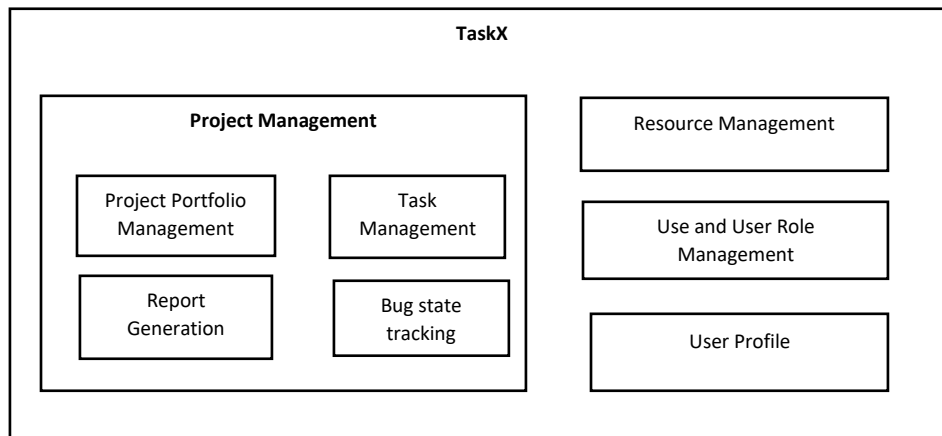 TaskX
Project Management
Project Portfolio
Management
Task
Management
Report
Generation
Bug state
tracking
Resource Management
Use and User Role
Management
User Profile